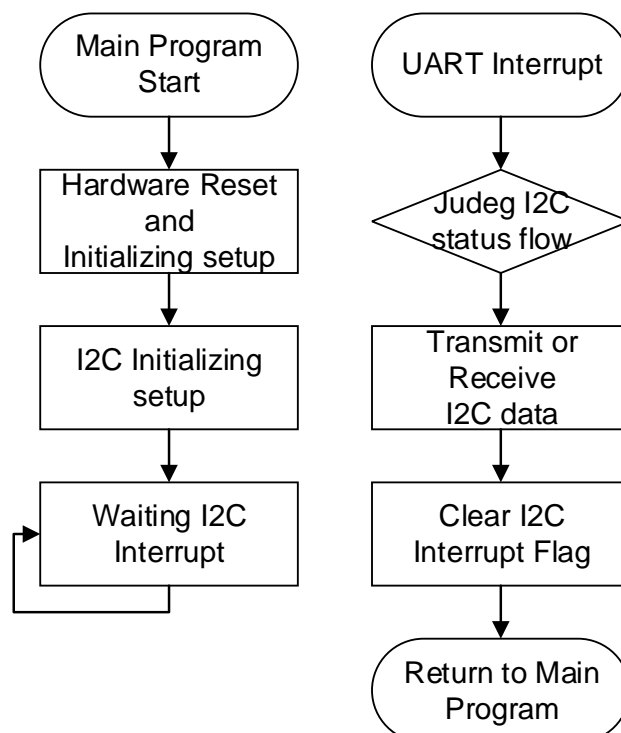 Main Program
Start
Hardware Reset
and
Initializing setup
I2C Initializing
setup
Waiting I2C
Interrupt
UART Interrupt
Judeg I2C
status flow
Transmit or
Receive
I2C data
Clear I2C
Interrupt Flag
Return to Main
Program